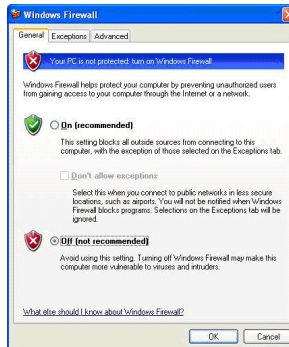 Windows Firewall
General Exceptions Advanced
Your PC is not protected: turn on Windows Firewall
Windows Firewall helps protect your computer by preventing unauthorized users
from gaining access to your computer through the Internet or a network.
On (recommended)
This setting blocks all outside sources from connecting to this
computer, with the exception of those selected on the Exceptions tab.
Don't allow exceptions
Select this when you connect to public networks in less secure
locations, such as airports. You will not be notified when Windows
Firewall blocks programs. Selections on the Exceptions tab will be
ignored.
Off (not recommended)
Avoid using this setting. Turning off Windows Firewall may make this
computer more vulnerable to viruses and intruders.
What else should I know about Windows Firewall?
OK Cancel